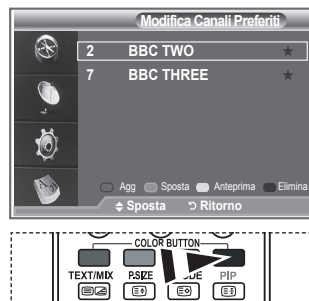 Modifica Canali Preferiti
2 BBC TWO ★
7 BBC THREE ★
Agg Sposta Anteprima Elimina
Sposta Ritorno
COLOR BUTTON
TEXT/MIX P.SIZE DE PIP